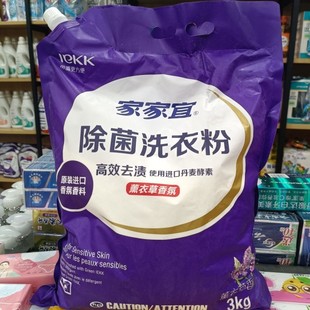 JEKK
家家宜
除菌洗衣粉
高效去渍 使用进口丹麦酵素
薰衣草香氛
原装进口
香氛香料
Sensitive Skin
les peaux sensibles
CAUTION/ATTENTION
3kg